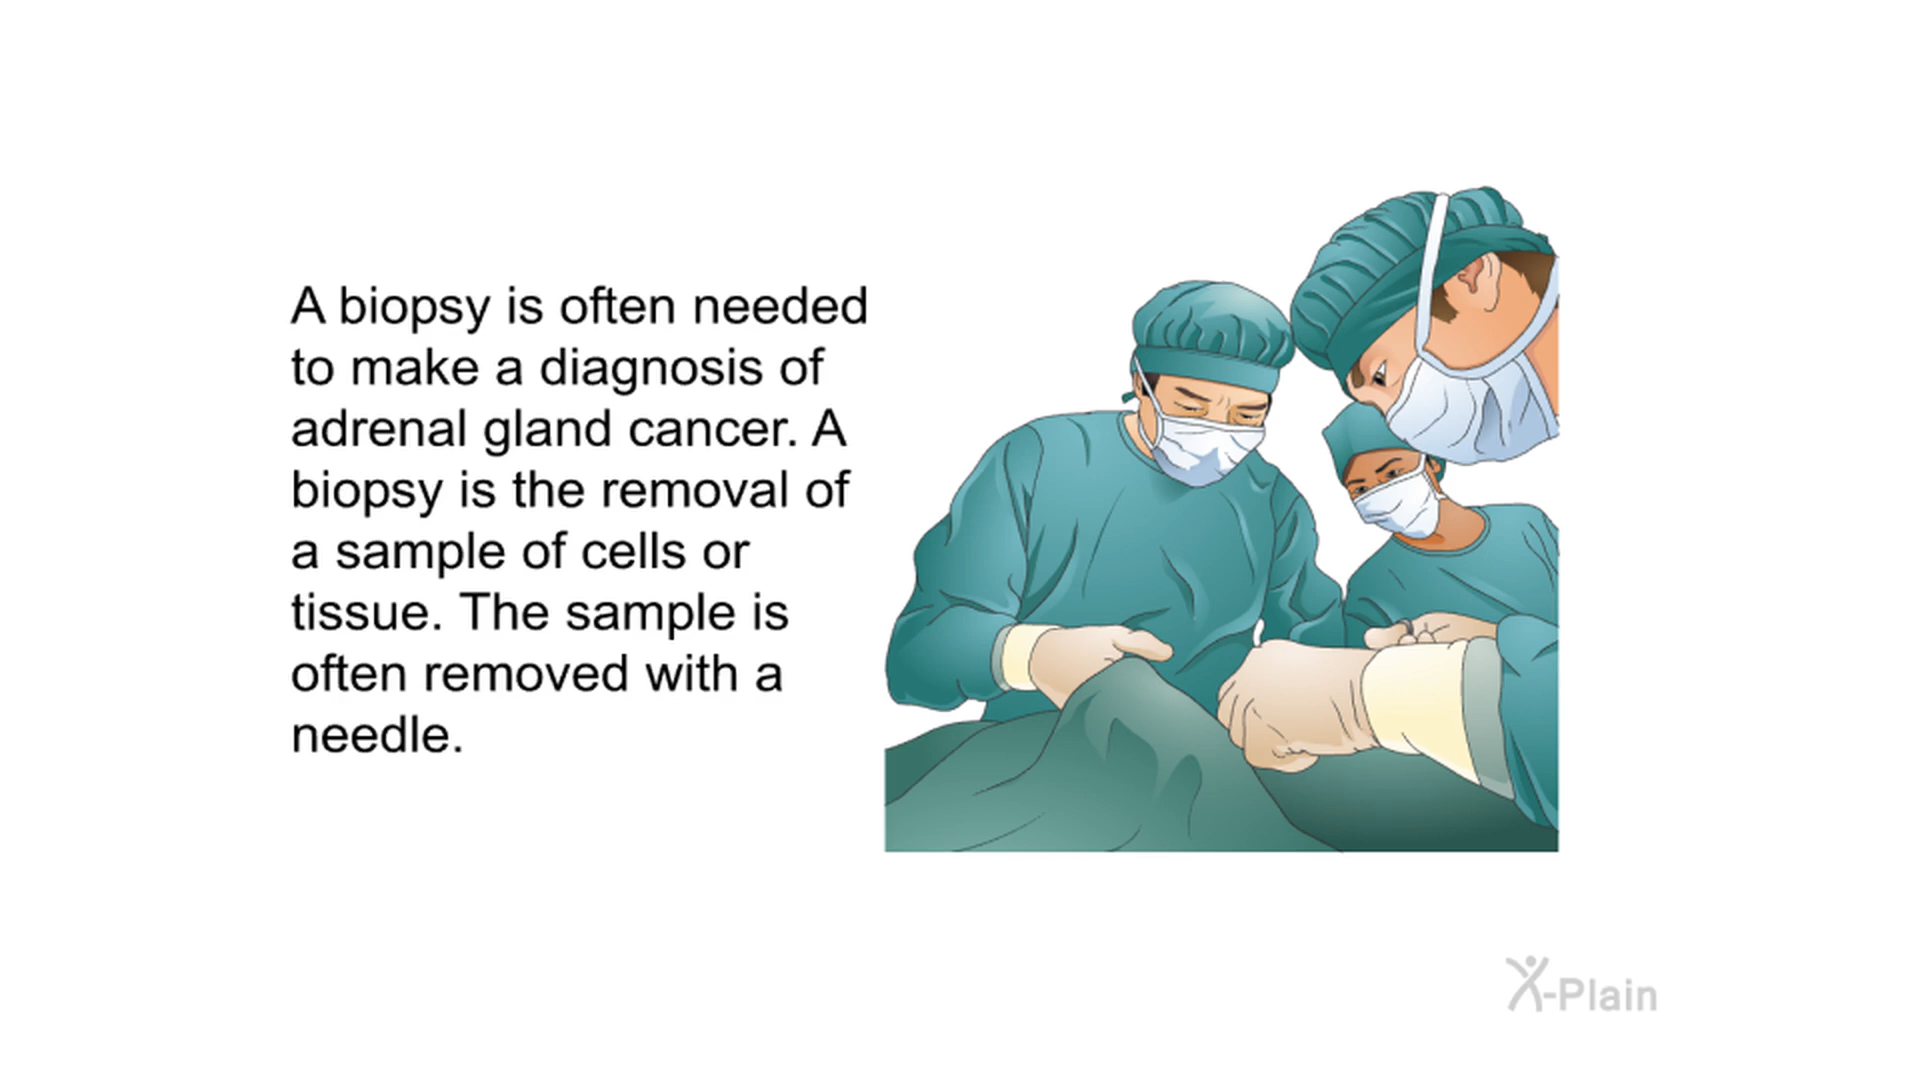 A biopsy is often needed
to make a diagnosis of
adrenal gland cancer. A
biopsy is the removal of
a sample of cells or
tissue. The sample is
often removed with a
needle.
X-Plain